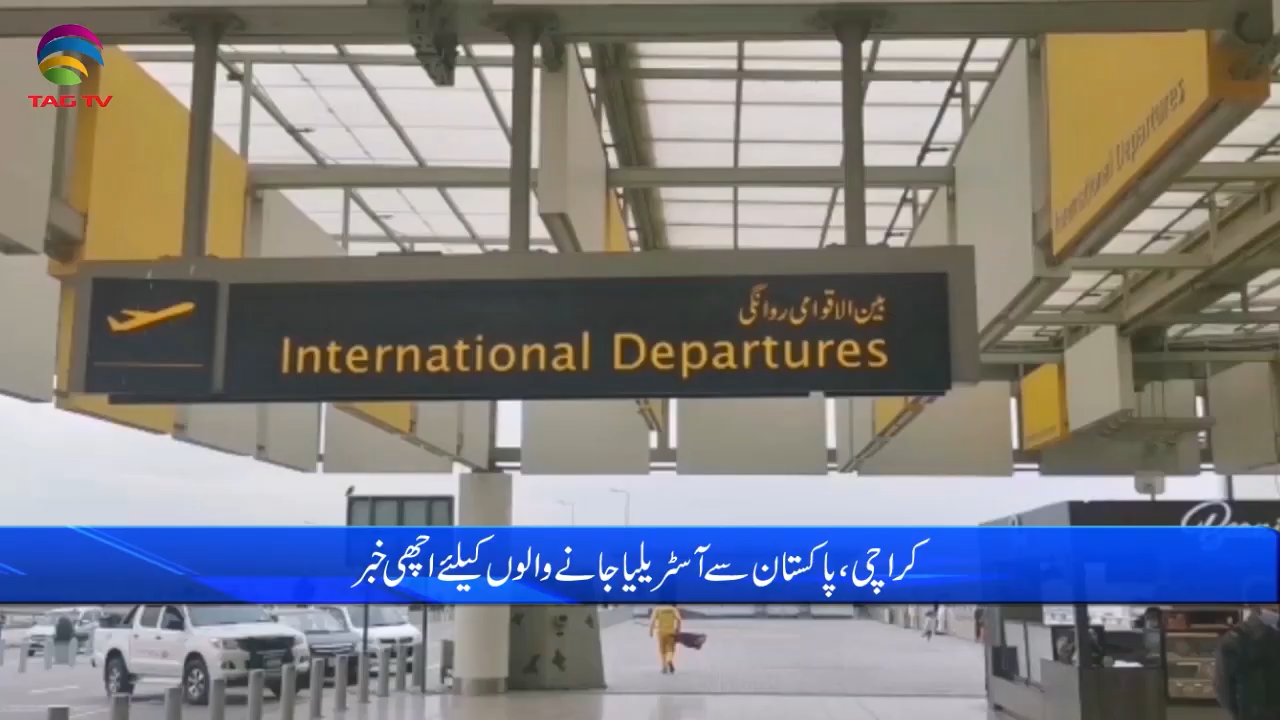 TAG TV
International Departures
بین الاقوامی روانگی
International Departures
کراچی، پاکستان سے آسٹریلیا جانے والوں کیلئے اچھی خبر